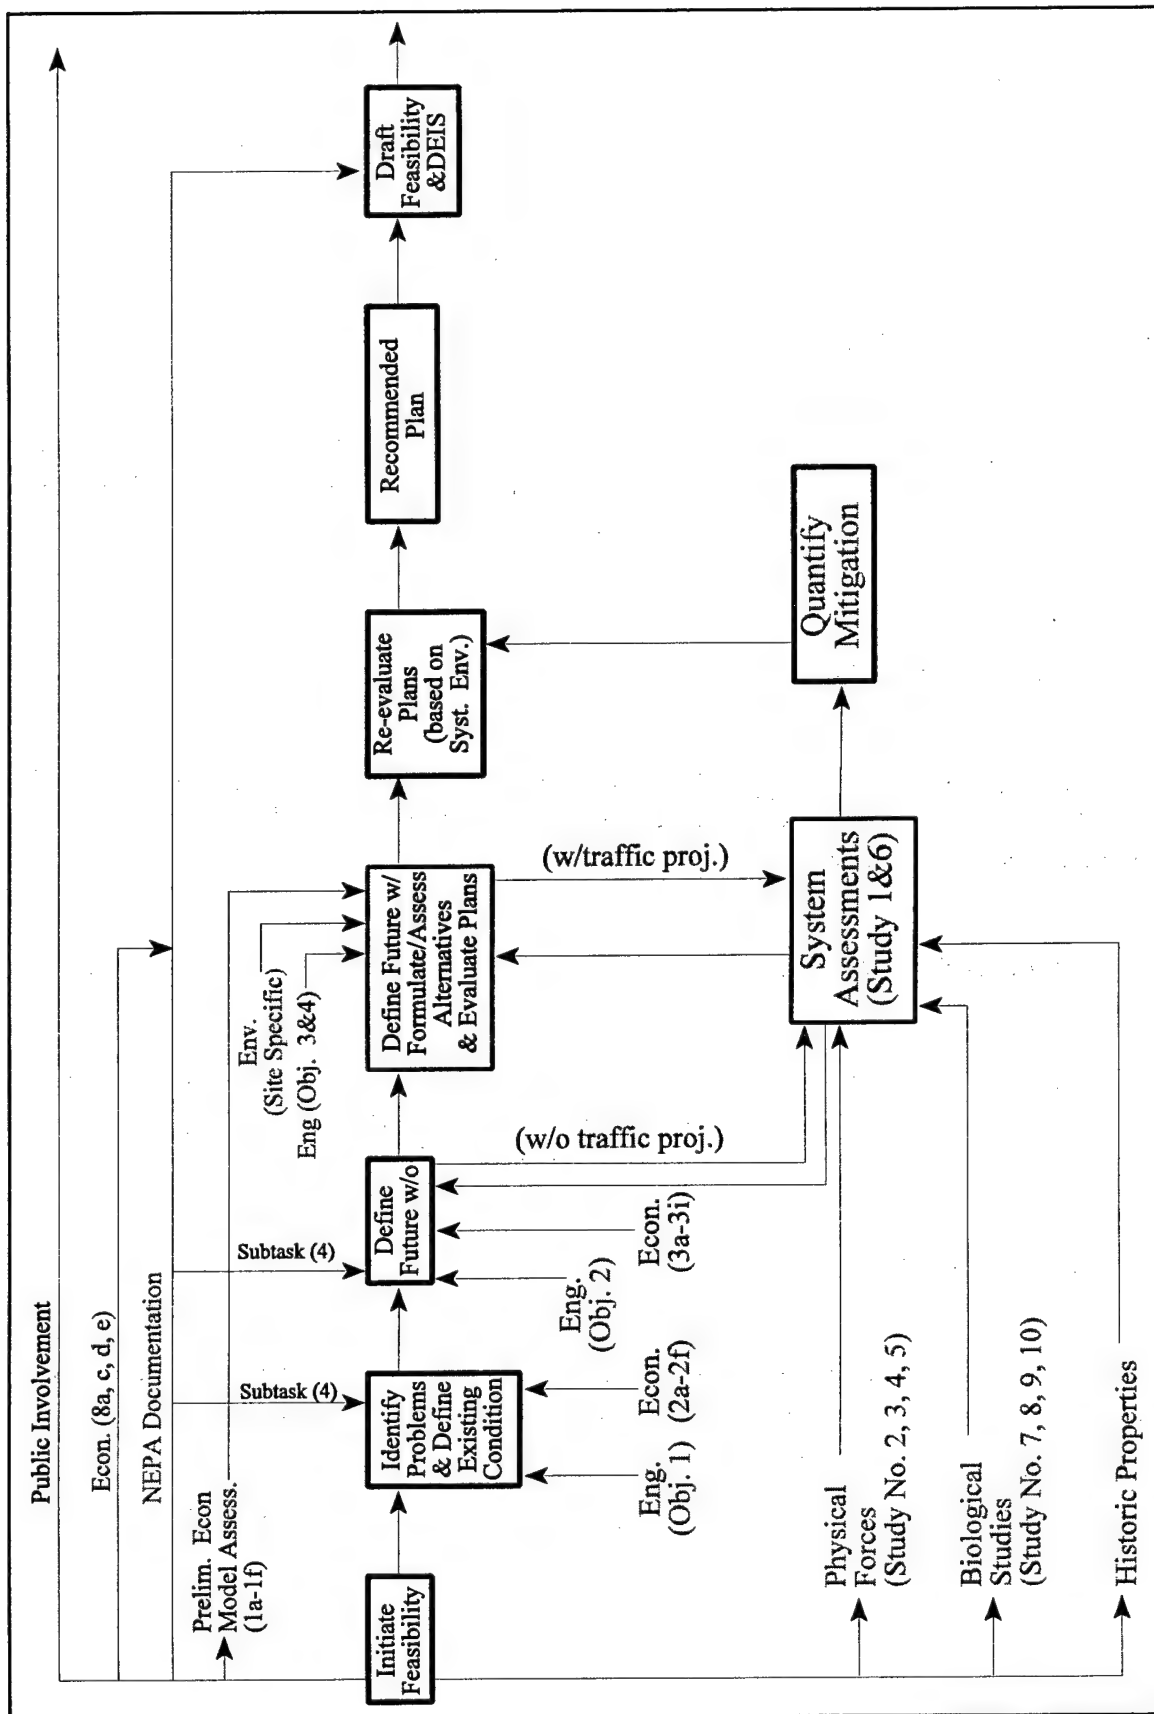 Public Involvement
Econ. (8a, c, d, e)
NEPA Documentation
Prelim. Econ
Model Assess.
(1a-1f)
Subtask (4)
Subtask (4)
Env.
(Site Specific)
Eng (Obj. 3&4)
Initiate
Feasibility
Identify
Problems
& Define
Existing
Condition
Define
Future w/o
Define Future w/
Formulate/Assess
Alternatives
& Evaluate Plans
Re-evaluate
Plans
(based on
Syst. Env.)
Recommended
Plan
Draft
Feasibility
&DEIS
Eng.
(Obj. 1)
Econ.
(2a-2f)
Eng.
(Obj. 2)
Econ.
(3a-3i)
(w/o traffic proj.)
(w/traffic proj.)
Physical
Forces
(Study No. 2, 3, 4, 5)
System
Assessments
(Study 1&6)
Quantify
Mitigation
Biological
Studies
(Study No. 7, 8, 9, 10)
Historic Properties